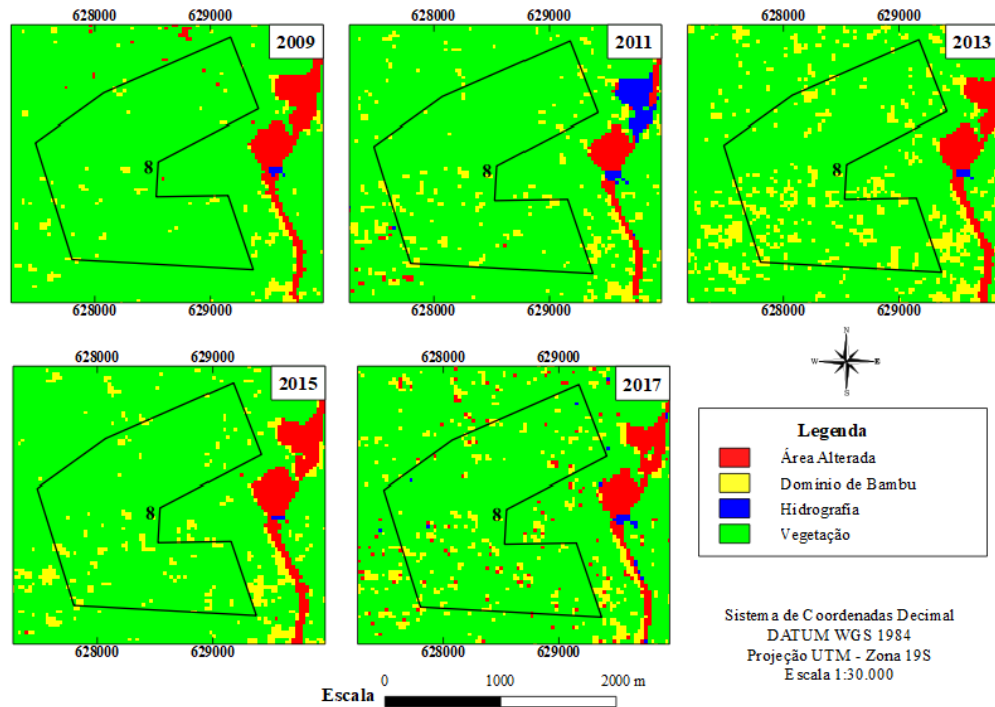 628000 629000
628000 629000
628000 629000
2009
2011
2013
8
8
8
628000 629000
628000 629000
628000 629000
628000 629000
628000 629000
2015
2017
8
8
628000 629000
628000 629000
N
W E
S
Legenda
Área Alterada
Domínio de Bambu
Hidrografia
Vegetação
Sistema de Coordenadas Decimal
DATUM WGS 1984
Projeção UTM - Zona 19S
Escala 1:30.000
0 1000 2000 m
Escala